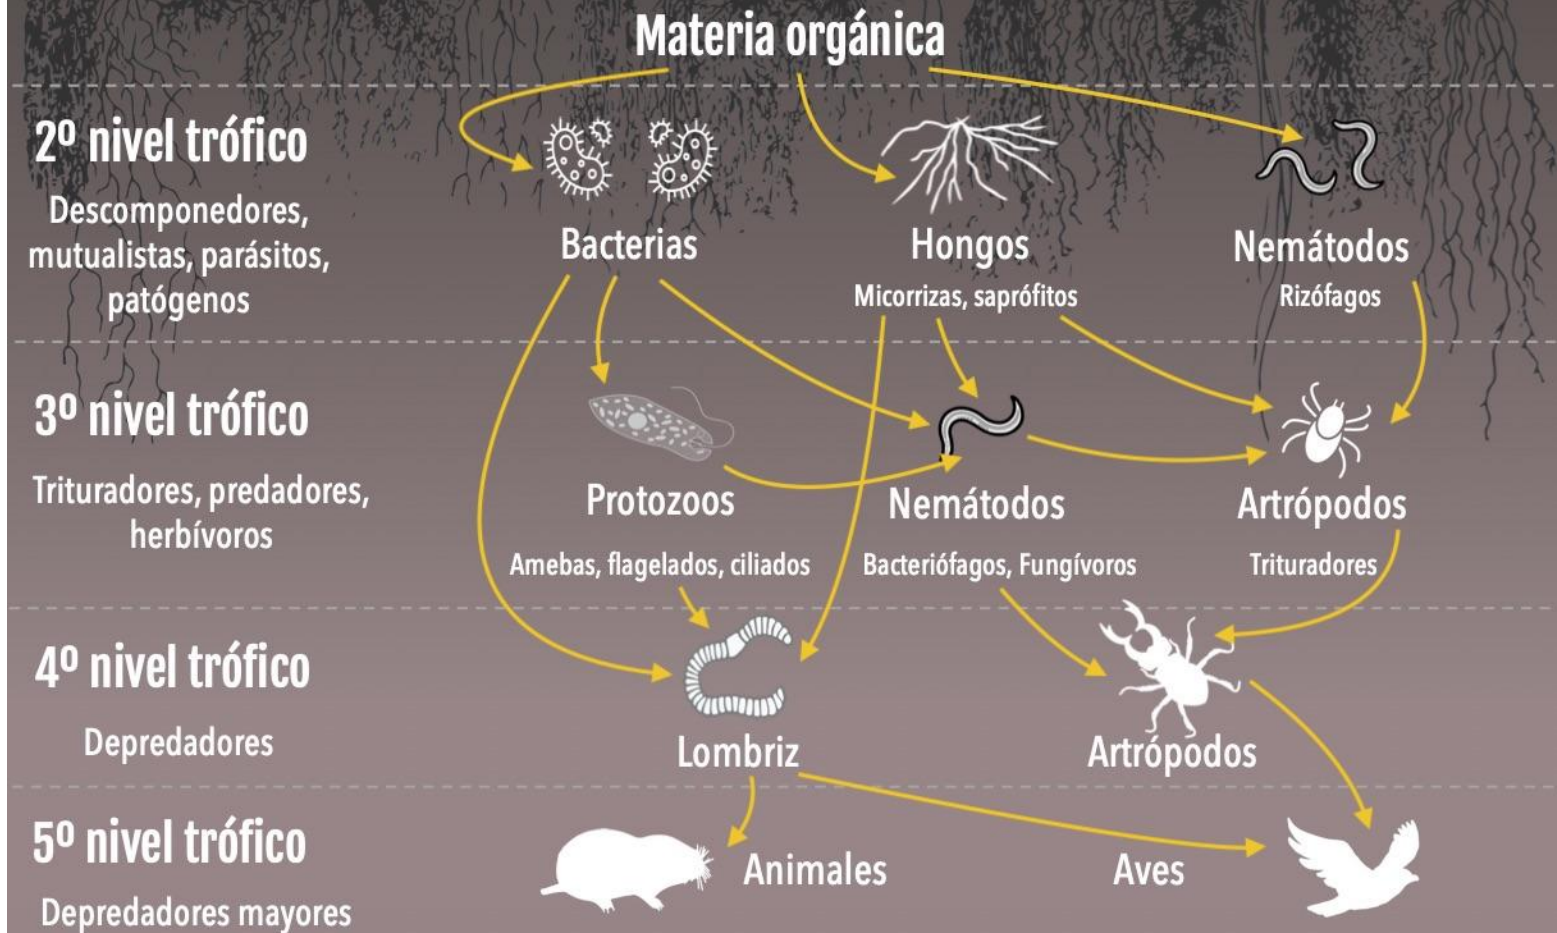 Materia orgánica
2º nivel trófico
Descomponedores,
mutualistas, parásitos,
patógenos
Bacterias
Hongos
Micorrizas, saprófitos
Nemátodos
Rizófagos
3º nivel trófico
Trituradores, predadores,
herbívoros
Protozoos
Amebas, flagelados, ciliados
Nemátodos
Bacteriófagos, Fungívoros
Artrópodos
Trituradores
4º nivel trófico
Depredadores
Lombriz
Artrópodos
5º nivel trófico
Depredadores mayores
Animales
Aves